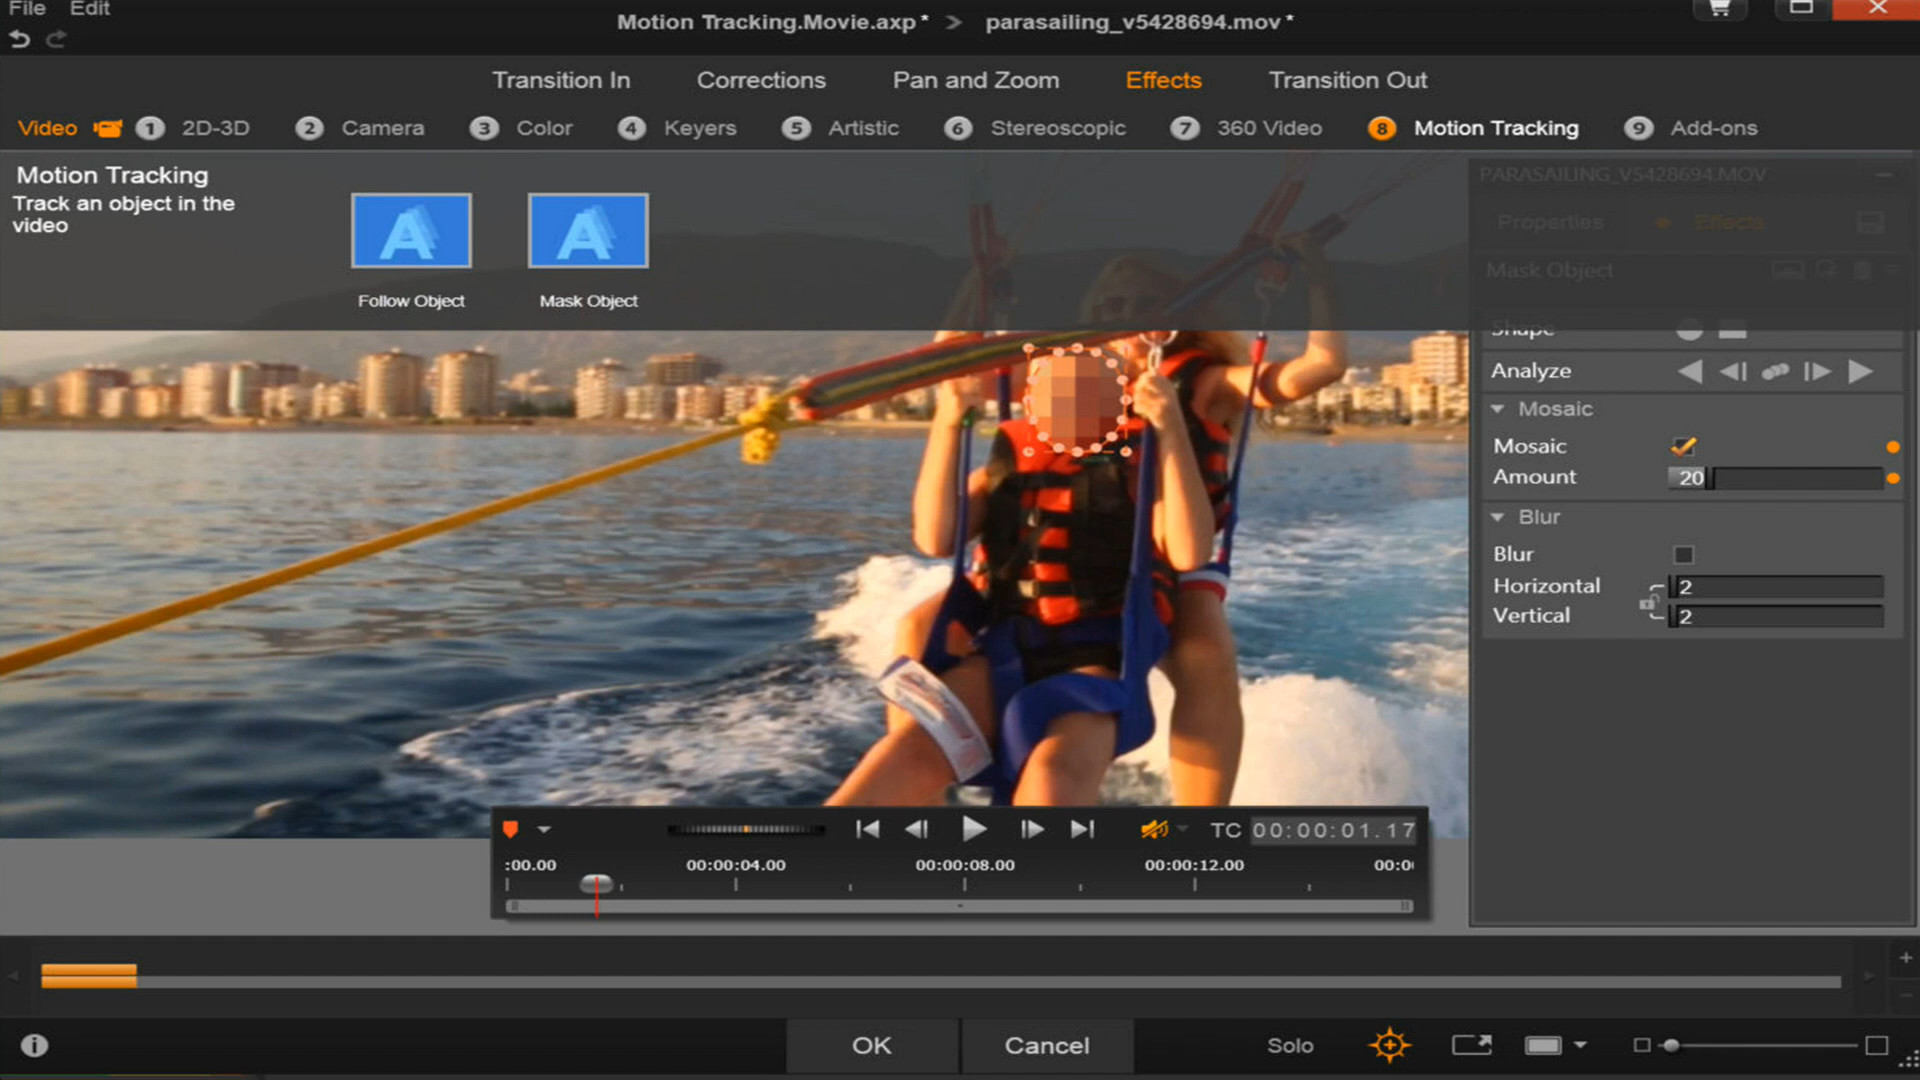 File Edit
Motion Tracking.Movie.axp* > parasailing_v5428694.mov*
Transition In Corrections Pan and Zoom Effects Transition Out
Video 1 2D-3D 2 Camera 3 Color 4 Keyers 5 Artistic 6 Stereoscopic 7 360 Video 8 Motion Tracking 9 Add-ons
Motion Tracking
Track an object in the
video
Follow Object Mask Object
PARASAILING_V5428694.MOV
Properties Effects
Mask Object
Shape
Analyze
Mosaic
Mosaic
Amount 20
Blur
Blur
Horizontal 2
Vertical 2
TC 00:00:01.17
:00.00 00:00:04.00 00:00:08.00 00:00:12.00 00:0
OK Cancel Solo